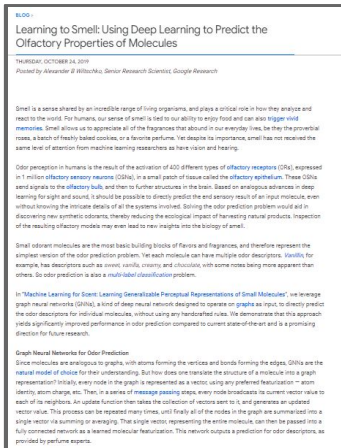 BLOG ›
Learning to Smell: Using Deep Learning to Predict the
Olfactory Properties of Molecules
THURSDAY, OCTOBER 24, 2019
Posted by Alexander B Wiltschko, Senior Research Scientist, Google Research
Smell is a sense shared by an incredible range of living organisms, and plays a critical role in how they analyze and
react to the world. For humans, our sense of smell is tied to our ability to enjoy food and can also trigger vivid
memories. Smell allows us to appreciate all of the fragrances that abound in our everyday lives, be they the proverbial
roses, a batch of freshly baked cookies, or a favorite perfume. Yet despite its importance, smell has not received the
same level of attention from machine learning researchers as have vision and hearing.
Odor perception in humans is the result of the activation of 400 different types of olfactory receptors (ORs), expressed
in 1 million olfactory sensory neurons (OSNs), in a small patch of tissue called the olfactory epithelium. These OSNs
send signals to the olfactory bulb, and then to further structures in the brain. Based on analogous advances in deep
learning for sight and sound, it should be possible to directly predict the end sensory result of an input molecule, even
without knowing the intricate details of all the systems involved. Solving the odor prediction problem would aid in
discovering new synthetic odorants, thereby reducing the ecological impact of harvesting natural products. Inspection
of the resulting olfactory models may even lead to new insights into the biology of smell.
Small odorant molecules are the most basic building blocks of flavors and fragrances, and therefore represent the
simplest version of the odor prediction problem. Yet each molecule can have multiple odor descriptors. Vanillin, for
example, has descriptors such as sweet, vanilla, creamy, and chocolate, with some notes being more apparent than
others. So odor prediction is also a multi-label classification problem.
In "Machine Learning for Scent: Learning Generalizable Perceptual Representations of Small Molecules", we leverage
graph neural networks (GNNs), a kind of deep neural network designed to operate on graphs as input, to directly predict
the odor descriptors for individual molecules, without using any handcrafted rules. We demonstrate that this approach
yields significantly improved performance in odor prediction compared to current state-of-the-art and is a promising
direction for future research.
Graph Neural Networks for Odor Prediction
Since molecules are analogous to graphs, with atoms forming the vertices and bonds forming the edges, GNNs are the
natural model of choice for their understanding. But how does one translate the structure of a molecule into a graph
representation? Initially, every node in the graph is represented as a vector, using any preferred featurization — atom
identity, atom charge, etc. Then, in a series of message passing steps, every node broadcasts its current vector value to
each of its neighbors. An update function then takes the collection of vectors sent to it, and generates an updated
vector value. This process can be repeated many times, until finally all of the nodes in the graph are summarized into a
single vector via summing or averaging. That single vector, representing the entire molecule, can then be passed into a
fully connected network as a learned molecular featurization. This network outputs a prediction for odor descriptors, as
provided by perfume experts.